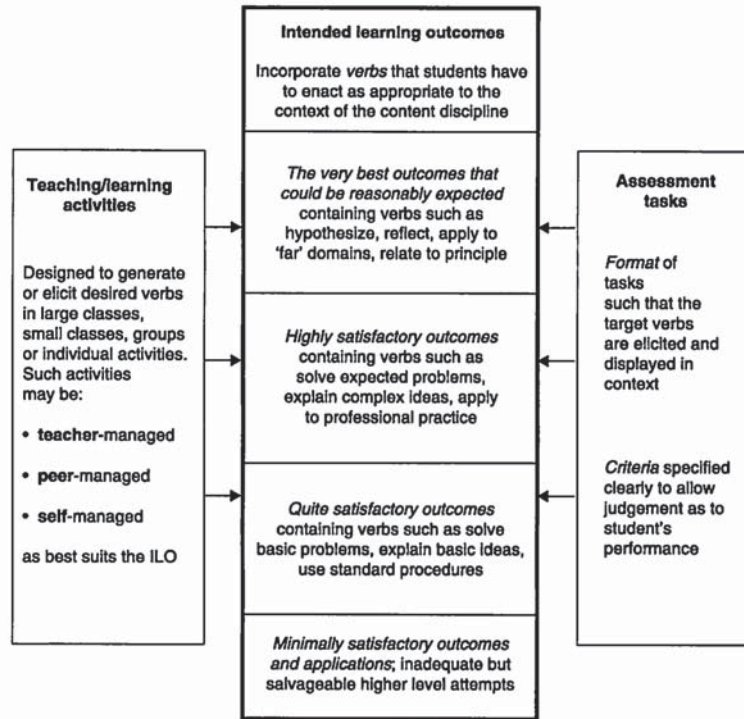 Teaching/learning
activities
Designed to generate
or elicit desired verbs
in large classes,
small classes, groups
or individual activities.
Such activities
may be:
• teacher-managed
• peer-managed
• self-managed
as best suits the ILO
Intended learning outcomes
Incorporate verbs that students have
to enact as appropriate to the
context of the content discipline
The very best outcomes that
could be reasonably expected
containing verbs such as
hypothesize, reflect, apply to
'far' domains, relate to principle
Highly satisfactory outcomes
containing verbs such as
solve expected problems,
explain complex ideas, apply
to professional practice
Quite satisfactory outcomes
containing verbs such as solve
basic problems, explain basic ideas,
use standard procedures
Minimally satisfactory outcomes
and applications; inadequate but
salvageable higher level attempts
Assessment
tasks
Format of
tasks
such that the
target verbs
are elicited and
displayed in
context
Criteria specified
clearly to allow
judgement as to
student's
performance